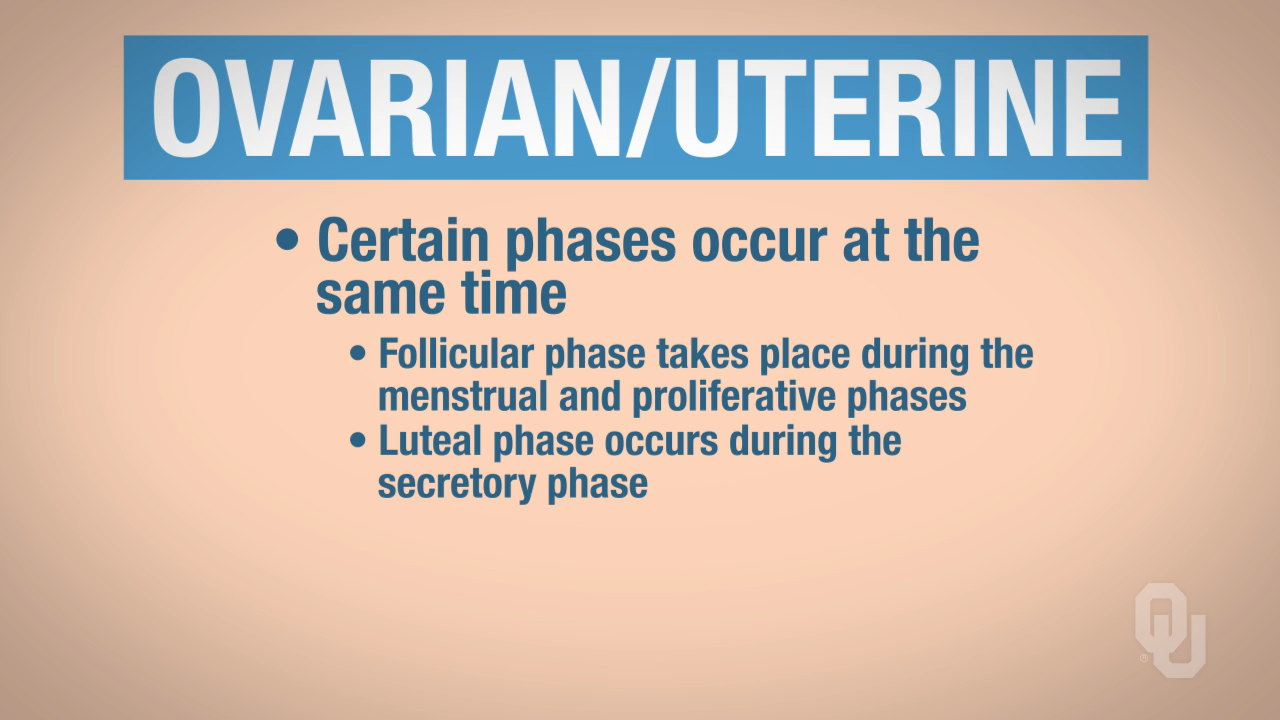 OVARIAN/UTERINE
• Certain phases occur at the
same time
• Follicular phase takes place during the
menstrual and proliferative phases
• Luteal phase occurs during the
secretory phase
OU
®